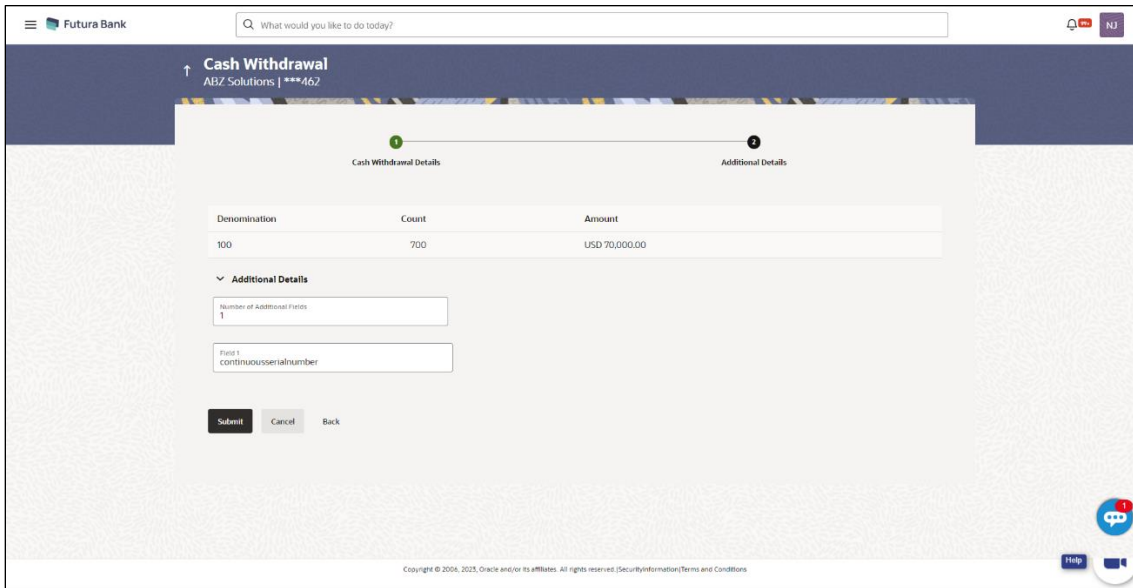 Futura Bank
What would you like to do today?
99+
NJ
Cash Withdrawal
ABZ Solutions | ***462
1
2
Cash Withdrawal Details
Additional Details
Denomination Count Amount
100 700 USD 70,000.00
Additional Details
Number of Additional Fields
1
Field 1
continuousserialnumber
Submit Cancel Back
1
Help
Copyright © 2006, 2025, Oracle and/or its affiliates. All rights reserved.|SecurityInformation|Terms and Conditions